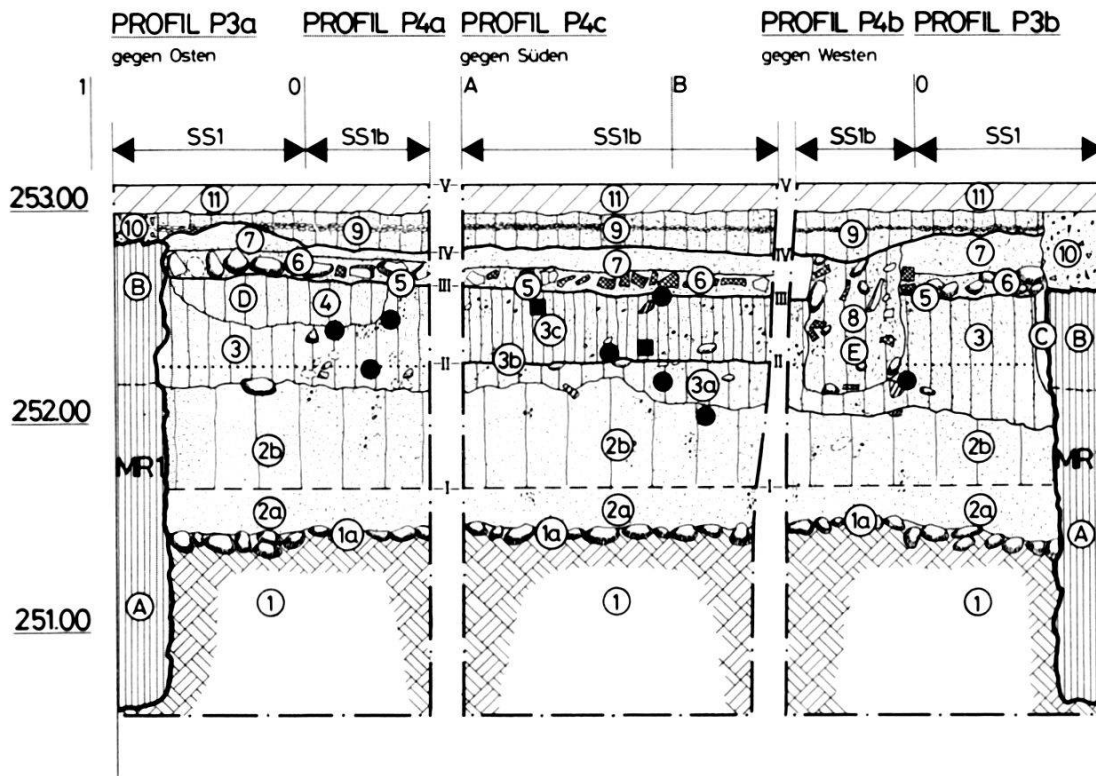 PROFIL P3a PROFIL P4a PROFIL P4c PROFIL P4b PROFIL P3b
gegen Osten gegen Süden gegen Westen
1 0 A B 0
SS1 SS1b SS1b SS1b SS1
253.00
V V
11 11 11
10 9 9 9 10
7 IV 7 IV 7
6 6 6
B D 4 5 III 5 III 8 5
3 3c E 3 C B
II 3b 3a II
252.00
2b 2b 2b
MR1 MR
I I
2a 2a 2a
1a 1a 1a
A 1 1 1 A
251.00